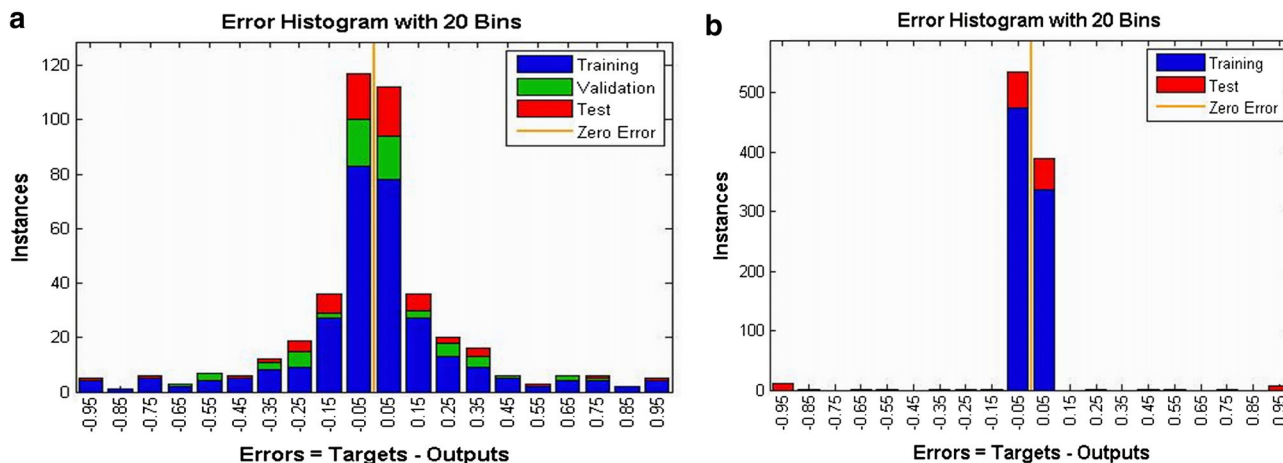 a
Error Histogram with 20 Bins
Training
Validation
Test
Zero Error
120
100
80
60
40
20
0
Instances
-0.95 -0.85 -0.75 -0.65 -0.55 -0.45 -0.35 -0.25 -0.15 -0.05 0.05 0.15 0.25 0.35 0.45 0.55 0.65 0.75 0.85 0.95
Errors = Targets - Outputs
b
Error Histogram with 20 Bins
Training
Test
Zero Error
500
400
300
200
100
0
Instances
-0.95 -0.85 -0.75 -0.65 -0.55 -0.45 -0.35 -0.25 -0.15 -0.05 0.05 0.15 0.25 0.35 0.45 0.55 0.65 0.75 0.85 0.95
Errors = Targets - Outputs